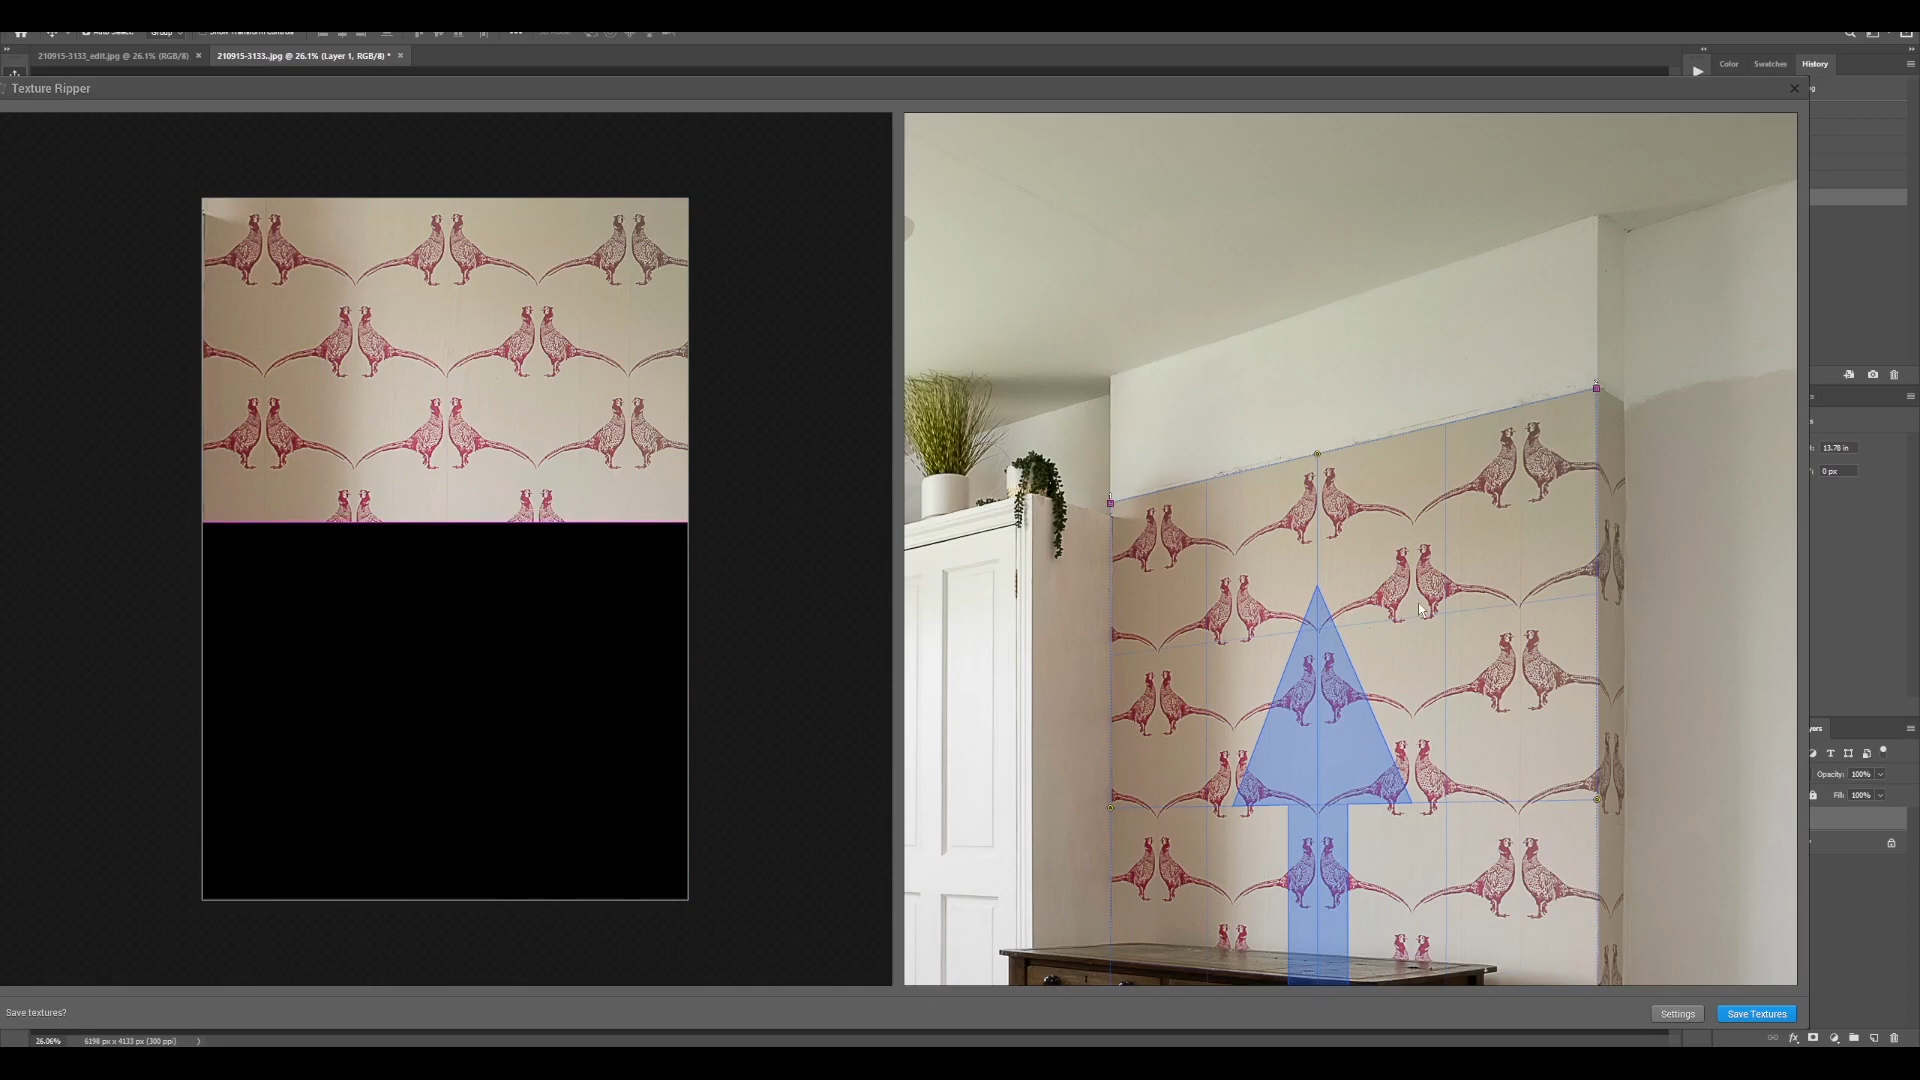 210915-3133_edit.jpg @ 26.1% (RGB/8) ×
210915-3133..jpg @ 26.1% (Layer 1, RGB/8) * ×
Color
Swatches
History
Texture Ripper
13.78 in
0 px
Opacity: 100%
Fill: 100%
Save textures?
Settings
Save Textures
26.06%
6198 px x 4133 px (300 ppi)